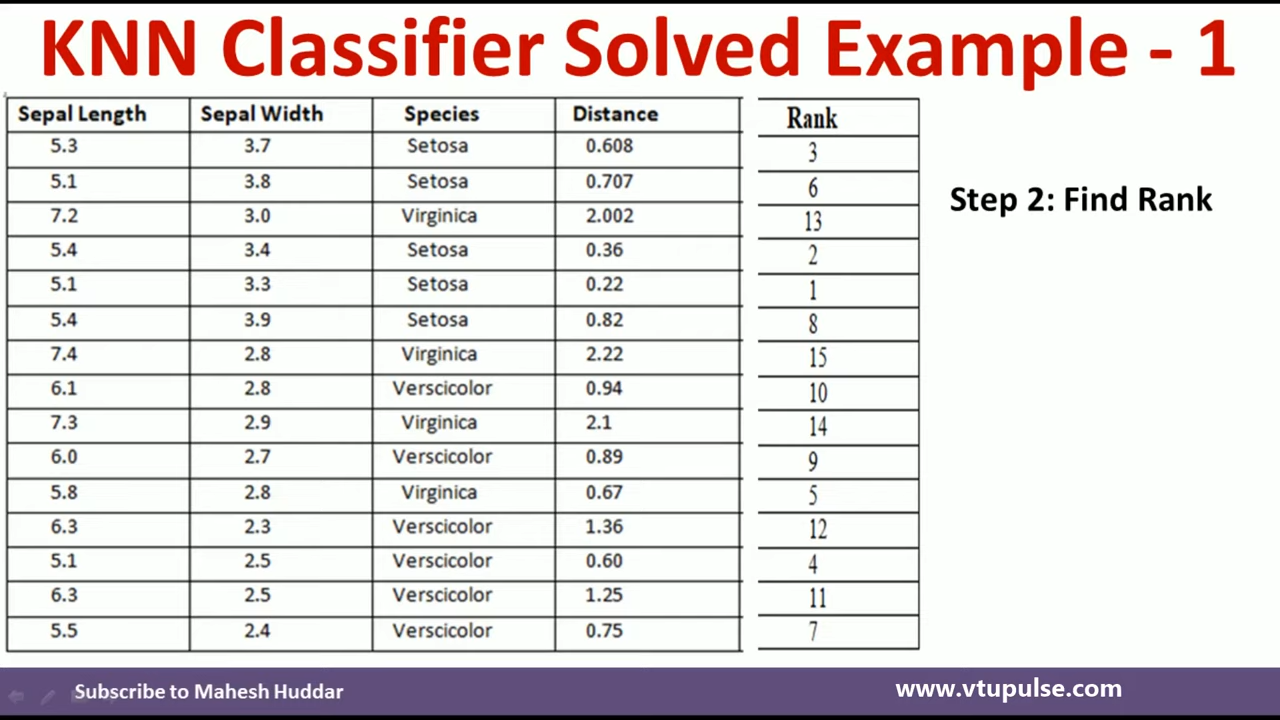 KNN Classifier Solved Example - 1
Sepal Length Sepal Width Species Distance Rank
5.3 3.7 Setosa 0.608 3
5.1 3.8 Setosa 0.707 6
7.2 3.0 Virginica 2.002 13
5.4 3.4 Setosa 0.36 2
5.1 3.3 Setosa 0.22 1
5.4 3.9 Setosa 0.82 8
7.4 2.8 Virginica 2.22 15
6.1 2.8 Verscicolor 0.94 10
7.3 2.9 Virginica 2.1 14
6.0 2.7 Verscicolor 0.89 9
5.8 2.8 Virginica 0.67 5
6.3 2.3 Verscicolor 1.36 12
5.1 2.5 Verscicolor 0.60 4
6.3 2.5 Verscicolor 1.25 11
5.5 2.4 Verscicolor 0.75 7
Step 2: Find Rank
Subscribe to Mahesh Huddar
www.vtupulse.com